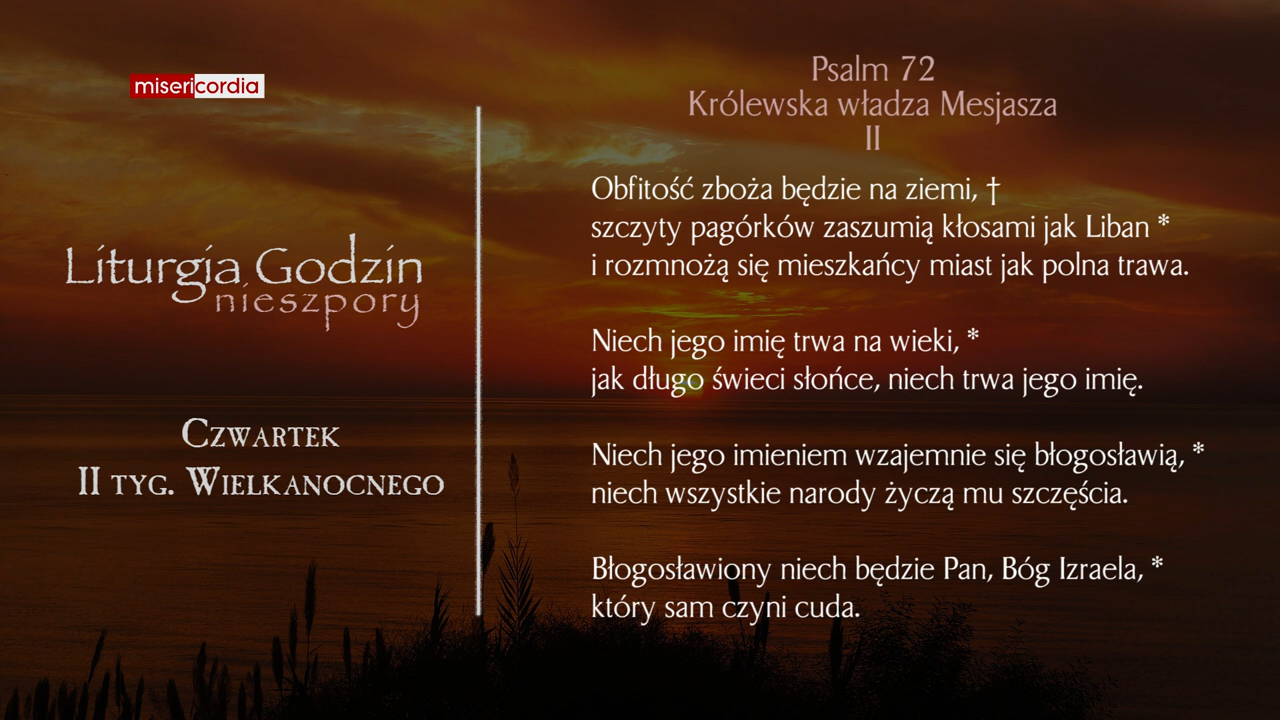 misericordia
Liturgia Godzin
nieszpory
Czwartek
II tyg. Wielkanocnego
Psalm 72
Królewska władza Mesjasza
II
Obfitość zboża będzie na ziemi, †
szczyty pagórków zaszumią kłosami jak Liban *
i rozmnożą się mieszkańcy miast jak polna trawa.
Niech jego imię trwa na wieki, *
jak długo świeci słońce, niech trwa jego imię.
Niech jego imieniem wzajemnie się błogosławią, *
niech wszystkie narody życzą mu szczęścia.
Błogosławiony niech będzie Pan, Bóg Izraela, *
który sam czyni cuda.